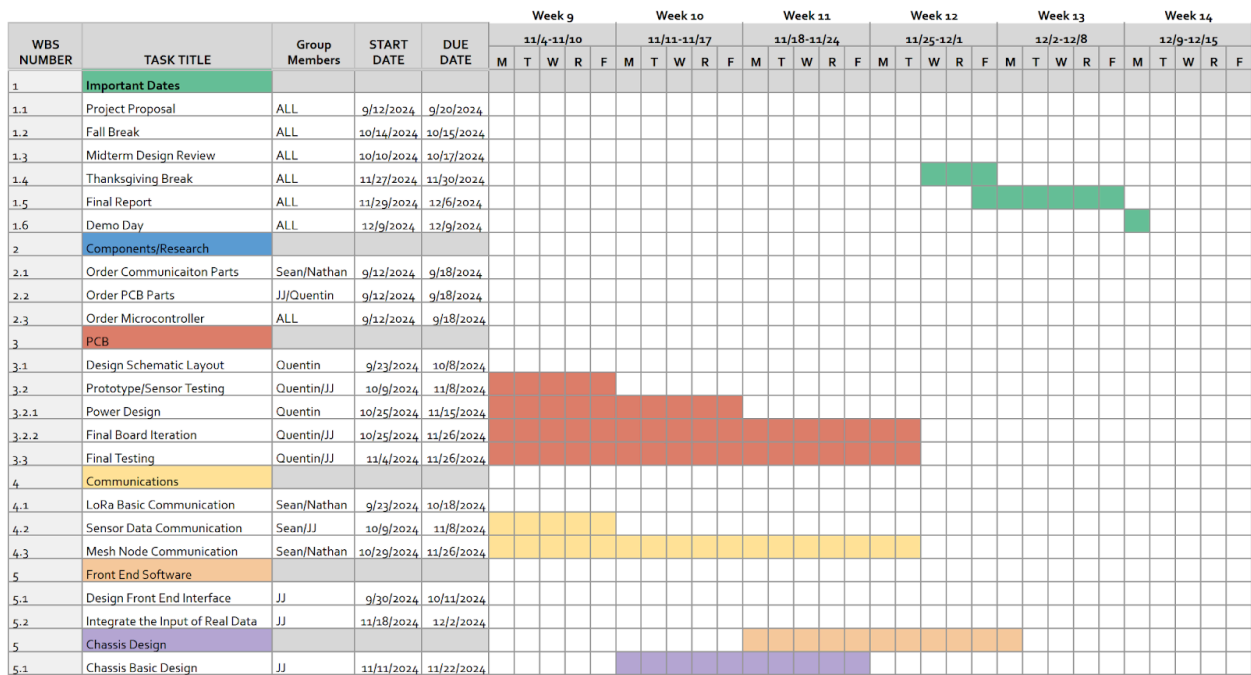 Week 9 Week 10 Week 11 Week 12 Week 13 Week 14
WBS NUMBER TASK TITLE Group Members START DATE DUE DATE 11/4-11/10 11/11-11/17 11/18-11/24 11/25-12/1 12/2-12/8 12/9-12/15
M T W R F M T W R F M T W R F M T W R F M T W R F M T W R F
1 Important Dates
1.1 Project Proposal ALL 9/12/2024 9/20/2024
1.2 Fall Break ALL 10/14/2024 10/15/2024
1.3 Midterm Design Review ALL 10/10/2024 10/17/2024
1.4 Thanksgiving Break ALL 11/27/2024 11/30/2024
1.5 Final Report ALL 11/29/2024 12/6/2024
1.6 Demo Day ALL 12/9/2024 12/9/2024
2 Components/Research
2.1 Order Communicaiton Parts Sean/Nathan 9/12/2024 9/18/2024
2.2 Order PCB Parts JJ/Quentin 9/12/2024 9/18/2024
2.3 Order Microcontroller ALL 9/12/2024 9/18/2024
3 PCB
3.1 Design Schematic Layout Quentin 9/23/2024 10/8/2024
3.2 Prototype/Sensor Testing Quentin/JJ 10/9/2024 11/8/2024
3.2.1 Power Design Quentin 10/25/2024 11/15/2024
3.2.2 Final Board Iteration Quentin/JJ 10/25/2024 11/26/2024
3.3 Final Testing Quentin/JJ 11/4/2024 11/26/2024
4 Communications
4.1 LoRa Basic Communication Sean/Nathan 9/23/2024 10/18/2024
4.2 Sensor Data Communication Sean/JJ 10/9/2024 11/8/2024
4.3 Mesh Node Communication Sean/Nathan 10/29/2024 11/26/2024
5 Front End Software
5.1 Design Front End Interface JJ 9/30/2024 10/11/2024
5.2 Integrate the Input of Real Data JJ 11/18/2024 12/2/2024
5 Chassis Design
5.1 Chassis Basic Design JJ 11/11/2024 11/22/2024